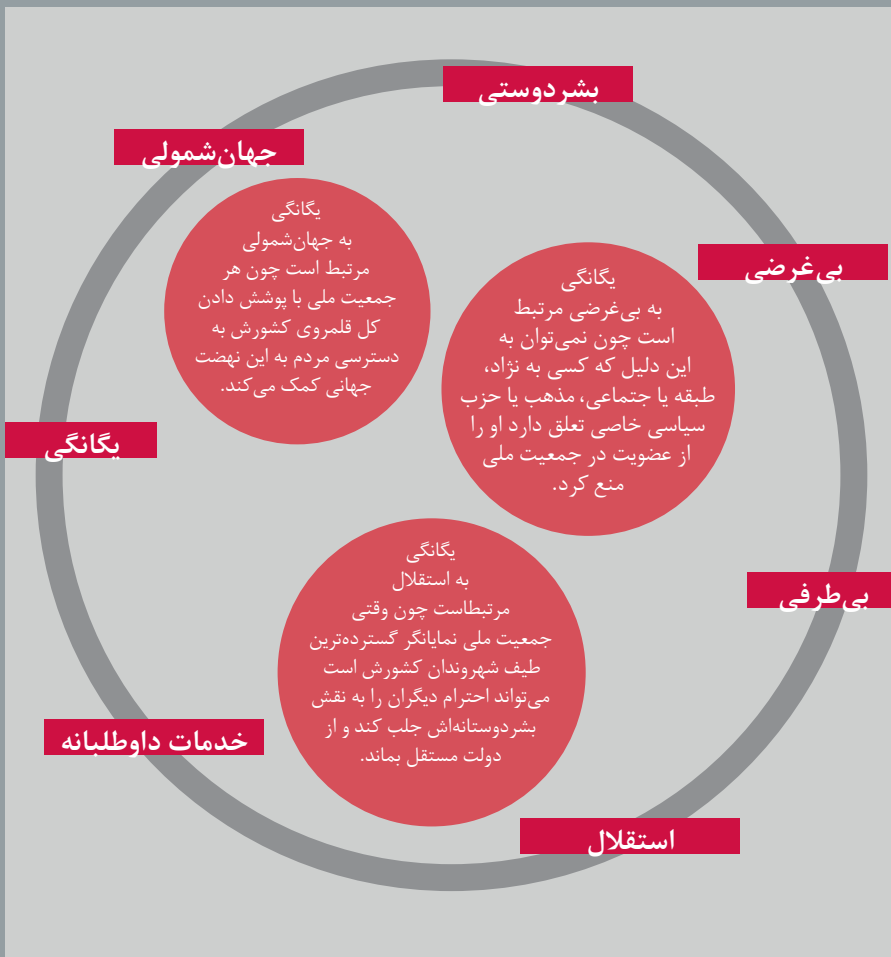 بشردوستی
جهان‌شمولی
بی‌غرضی
یگانگی
به جهان‌شمولی
مرتبط است چون هر
جمعیت ملی با پوشش دادن
کل قلمروی کشورش به
دسترسی مردم به این نهضت
جهانی کمک می‌کند.
یگانگی
به بی‌غرضی مرتبط
است چون نمی‌توان به
این دلیل که کسی به نژاد،
طبقه یا جتماعی، مذهب یا حزب
سیاسی خاصی تعلق دارد او را
از عضویت در جمعیت ملی
منع کرد.
یگانگی
بی‌طرفی
یگانگی
به استقلال
مرتبطاست چون وقتی
جمعیت ملی نمایانگر گسترده‌ترین
طیف شهروندان کشورش است
می‌تواند احترام دیگران را به نقش
بشردوستانه‌اش جلب کند و از
دولت مستقل بماند.
خدمات داوطلبانه
استقلال